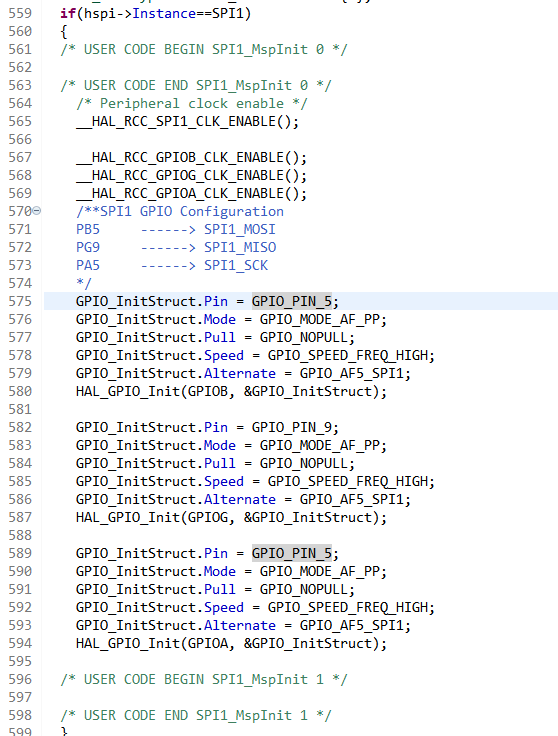 559 if(hspi->Instance==SPI1)
560 {
561 /* USER CODE BEGIN SPI1_MspInit 0 */
562
563 /* USER CODE END SPI1_MspInit 0 */
564 /* Peripheral clock enable */
565 __HAL_RCC_SPI1_CLK_ENABLE();
566
567 __HAL_RCC_GPIOB_CLK_ENABLE();
568 __HAL_RCC_GPIOG_CLK_ENABLE();
569 __HAL_RCC_GPIOA_CLK_ENABLE();
570 /**SPI1 GPIO Configuration
571 PB5 ------> SPI1_MOSI
572 PG9 ------> SPI1_MISO
573 PA5 ------> SPI1_SCK
574 */
575 GPIO_InitStruct.Pin = GPIO_PIN_5;
576 GPIO_InitStruct.Mode = GPIO_MODE_AF_PP;
577 GPIO_InitStruct.Pull = GPIO_NOPULL;
578 GPIO_InitStruct.Speed = GPIO_SPEED_FREQ_HIGH;
579 GPIO_InitStruct.Alternate = GPIO_AF5_SPI1;
580 HAL_GPIO_Init(GPIOB, &GPIO_InitStruct);
581
582 GPIO_InitStruct.Pin = GPIO_PIN_9;
583 GPIO_InitStruct.Mode = GPIO_MODE_AF_PP;
584 GPIO_InitStruct.Pull = GPIO_NOPULL;
585 GPIO_InitStruct.Speed = GPIO_SPEED_FREQ_HIGH;
586 GPIO_InitStruct.Alternate = GPIO_AF5_SPI1;
587 HAL_GPIO_Init(GPIOG, &GPIO_InitStruct);
588
589 GPIO_InitStruct.Pin = GPIO_PIN_5;
590 GPIO_InitStruct.Mode = GPIO_MODE_AF_PP;
591 GPIO_InitStruct.Pull = GPIO_NOPULL;
592 GPIO_InitStruct.Speed = GPIO_SPEED_FREQ_HIGH;
593 GPIO_InitStruct.Alternate = GPIO_AF5_SPI1;
594 HAL_GPIO_Init(GPIOA, &GPIO_InitStruct);
595
596 /* USER CODE BEGIN SPI1_MspInit 1 */
597
598 /* USER CODE END SPI1_MspInit 1 */
599 }